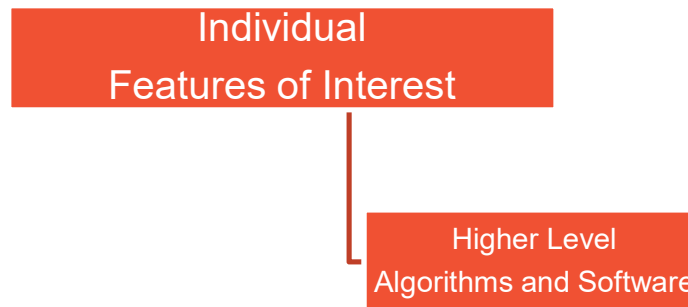 Individual
Features of Interest
Higher Level
Algorithms and Software